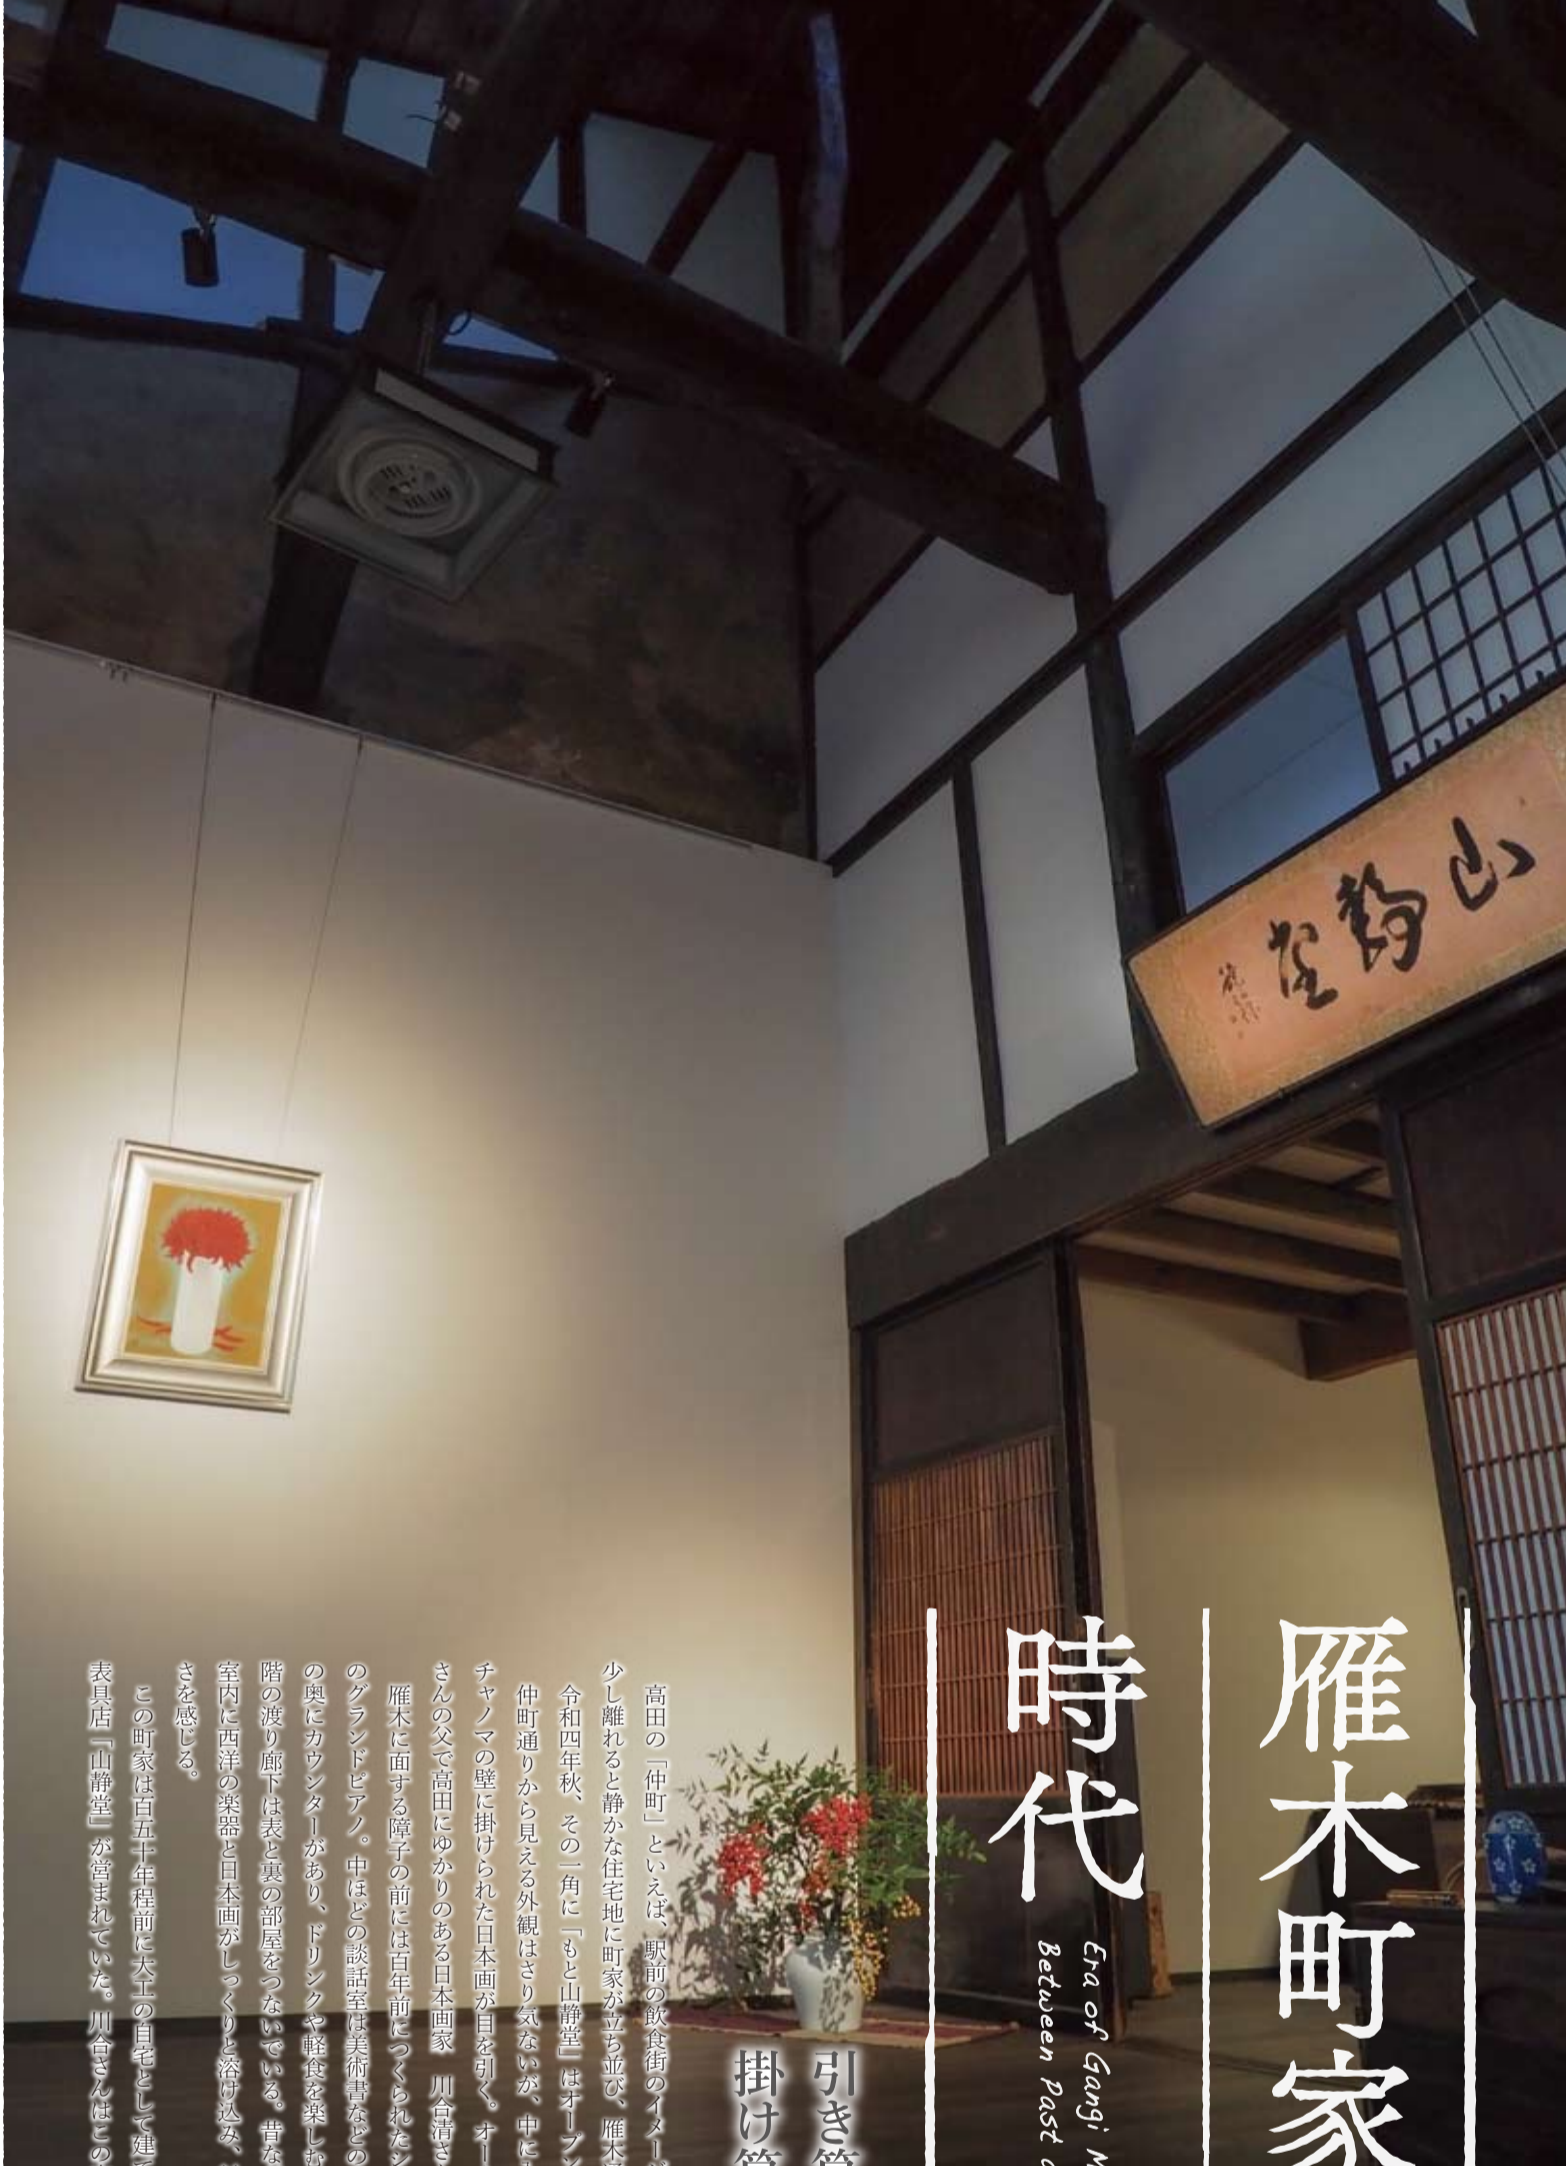 山静堂
雁木町家
時代
Era of Gangi M
Between Past
引き算
掛け算
高田の「仲町」といえば、駅前の飲食街のイメージ
少し離れると静かな住宅地に町家が立ち並び、雁木
令和四年秋、その一角に「もと山静堂」はオープン
仲町通りから見える外観はさり気ないが、中に
チャノマの壁に掛けられた日本画が目を引く。オー
さんの父で高田にゆかりのある日本画家 川合清さ
雁木に面する障子の前には百年前につくられたシ
のグランドピアノ。中ほどの談話室は美術書などの
の奥にカウンターがあり、ドリンクや軽食を楽しむ
階の渡り廊下は表と裏の部屋をつないでいる。昔な
室内に西洋の楽器と日本画がしっくりと溶け込み、
さを感じる。
この町家は百五十年程前に大工の自宅として建て
表具店「山静堂」が営まれていた。川合さんはこの